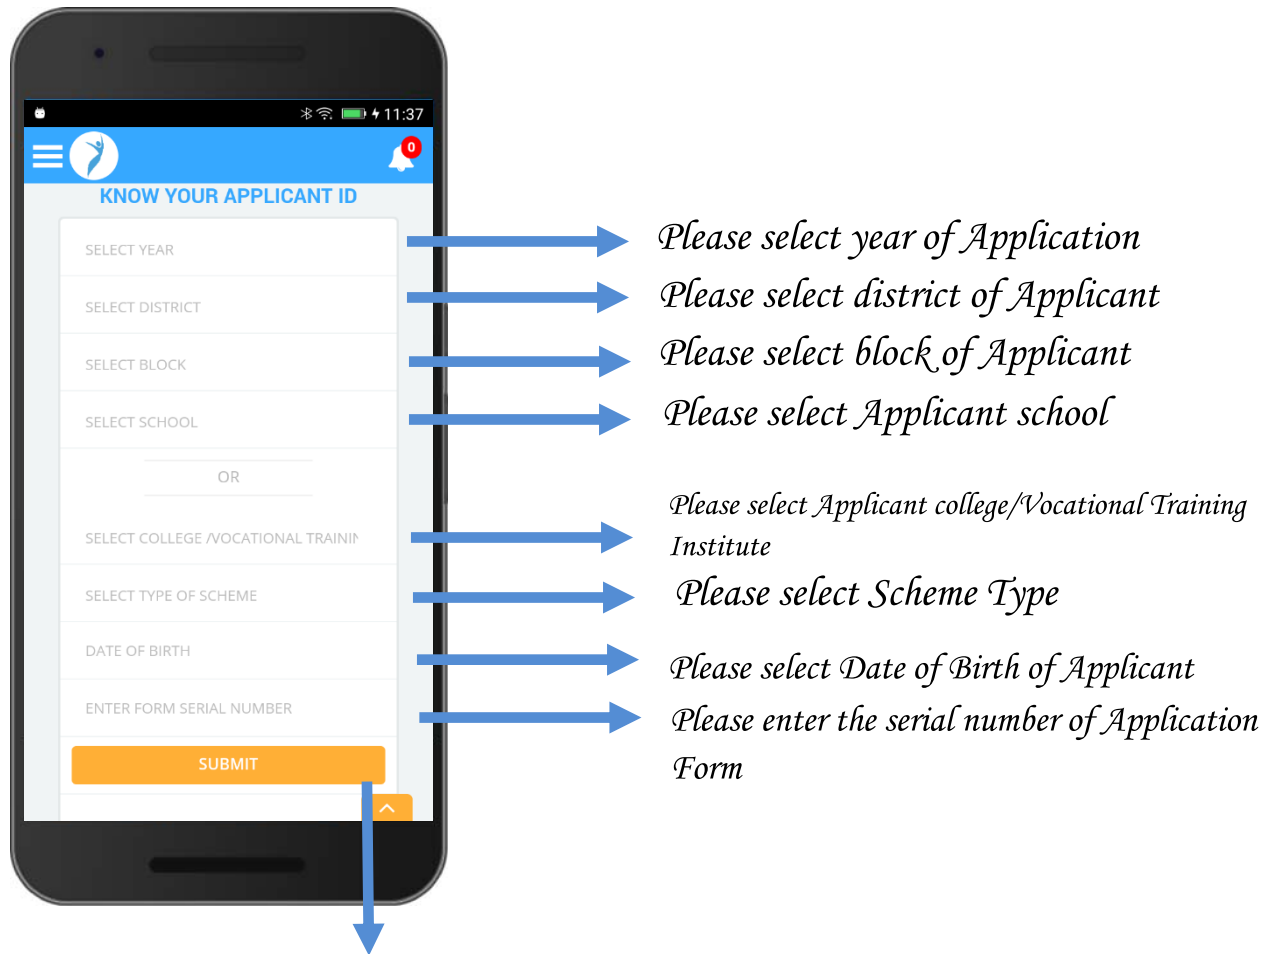 11:37
0
KNOW YOUR APPLICANT ID
SELECT YEAR
Please select year of Application
SELECT DISTRICT
Please select district of Applicant
SELECT BLOCK
Please select block of Applicant
SELECT SCHOOL
Please select Applicant school
OR
SELECT COLLEGE /VOCATIONAL TRAININ
Please select Applicant college/Vocational Training
Institute
SELECT TYPE OF SCHEME
Please select Scheme Type
DATE OF BIRTH
Please select Date of Birth of Applicant
ENTER FORM SERIAL NUMBER
Please enter the serial number of Application
Form
SUBMIT